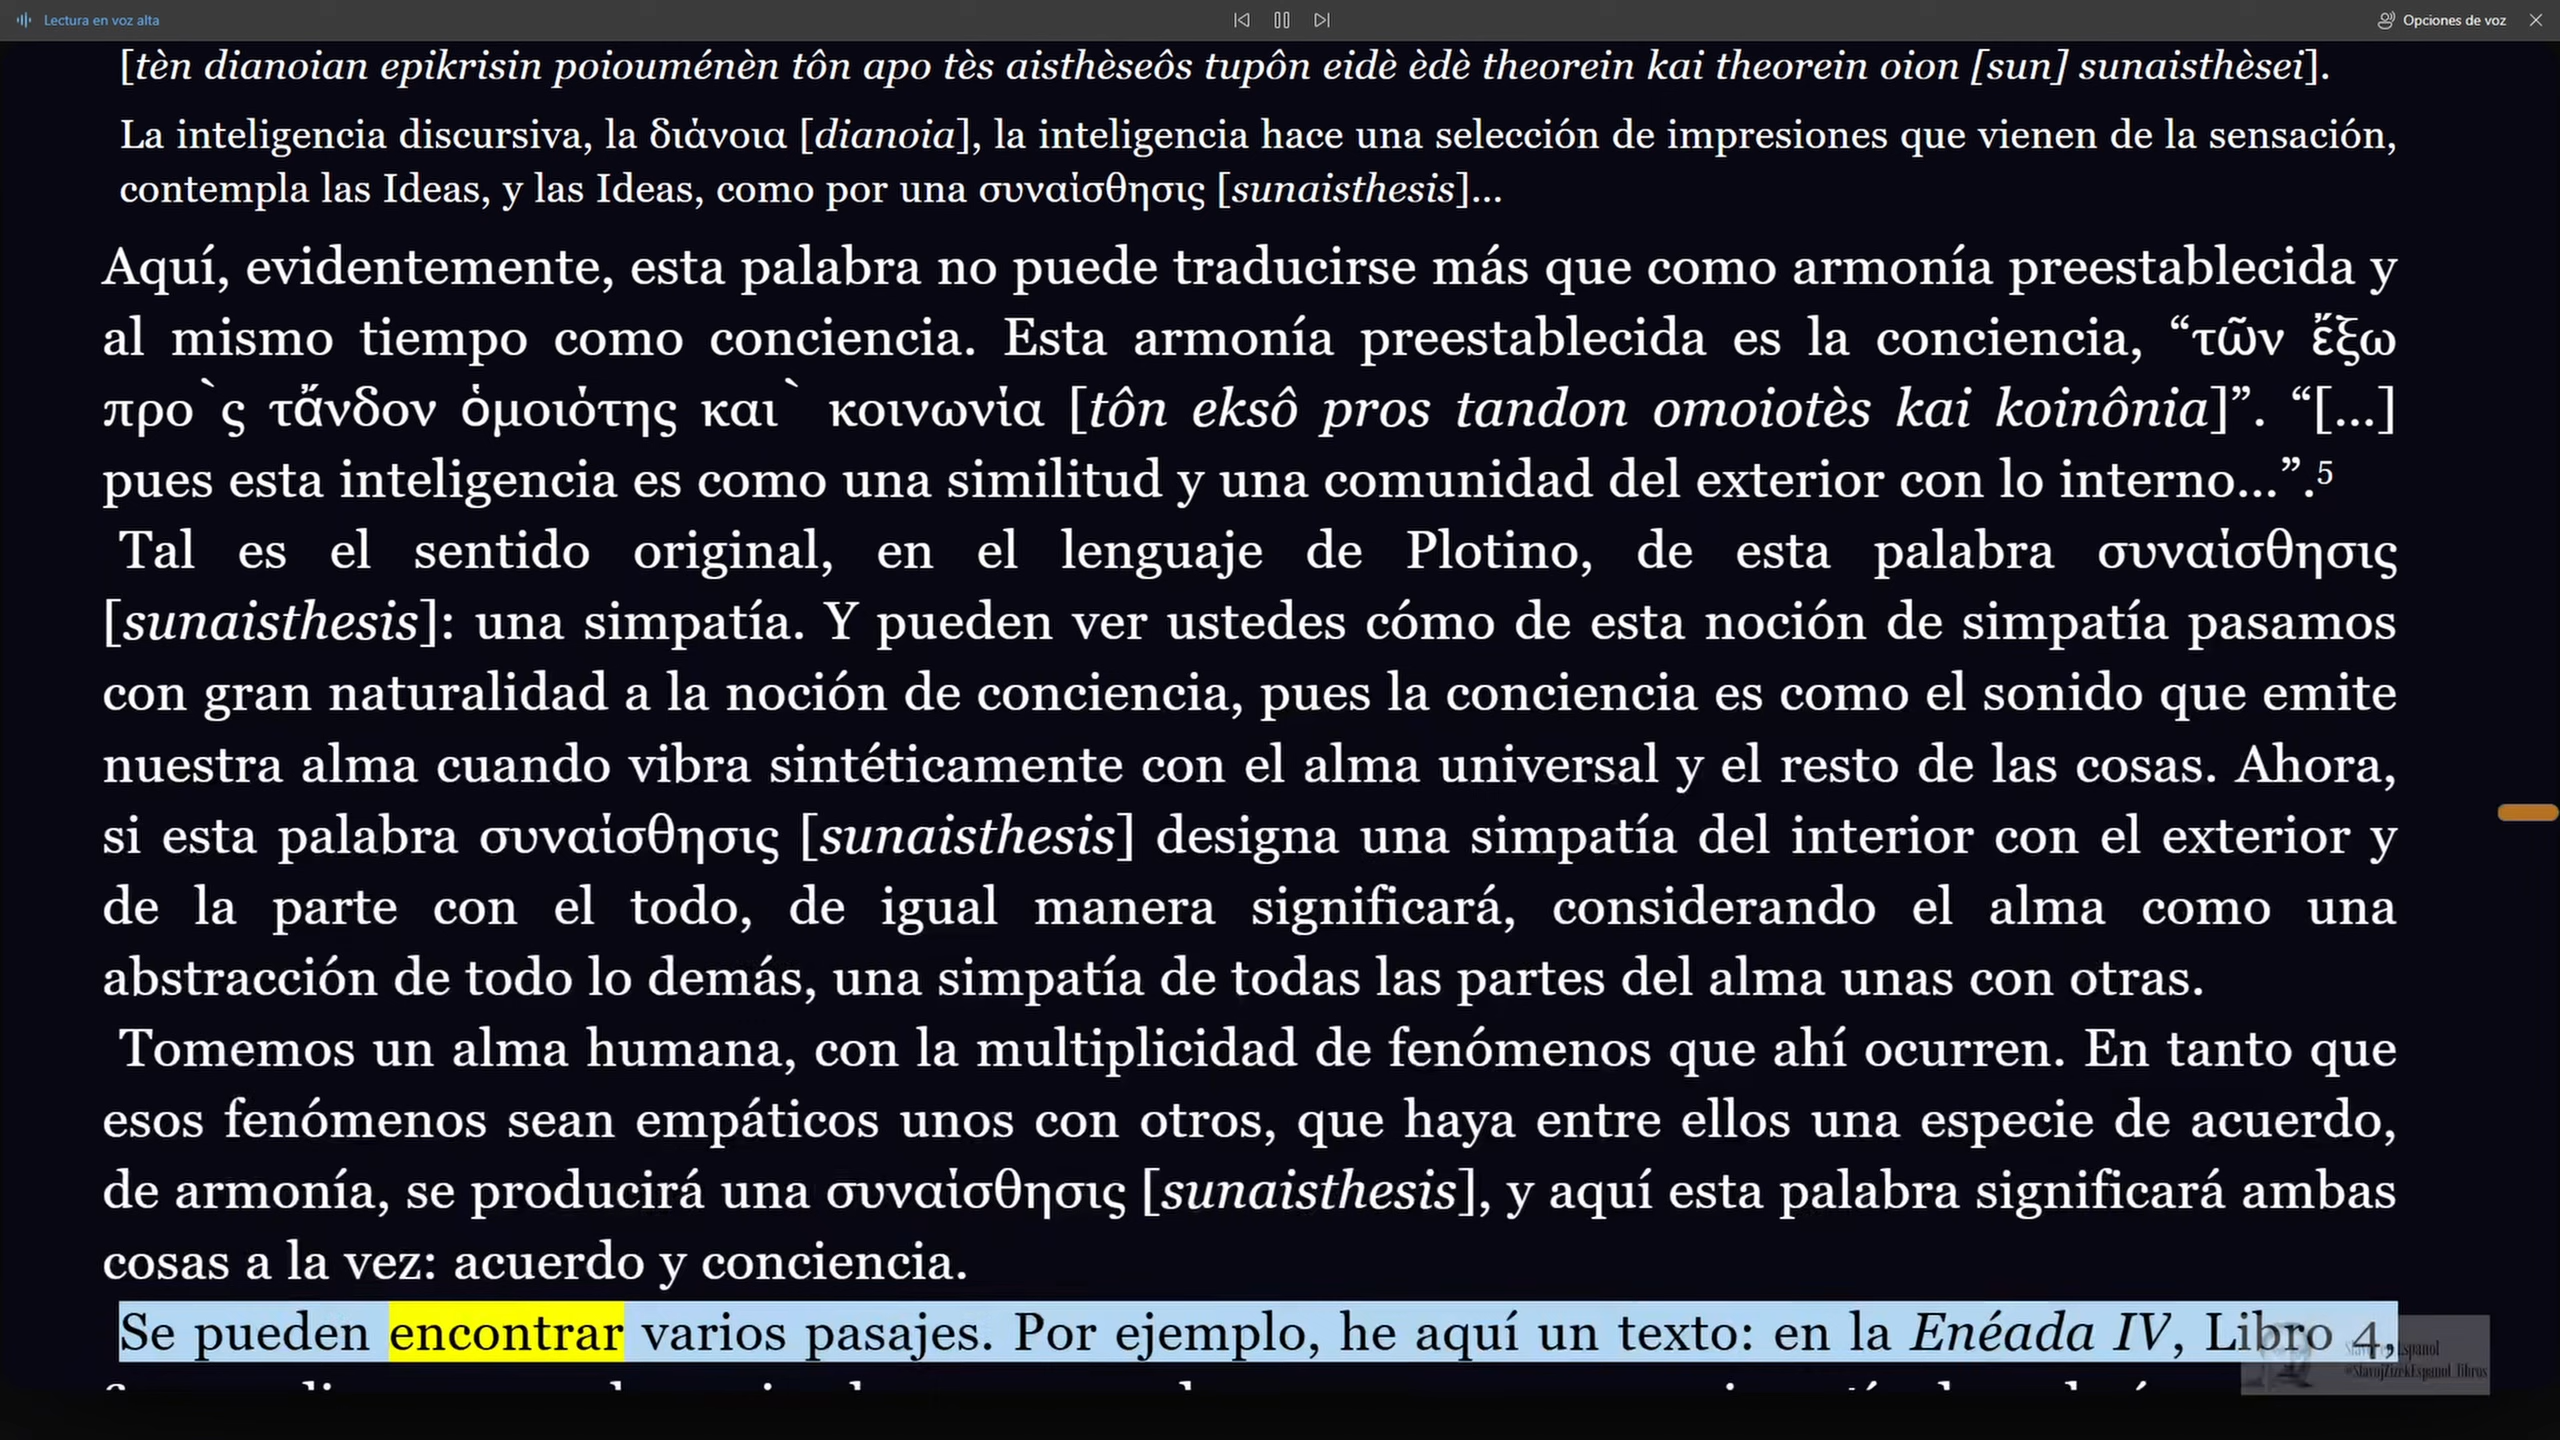 Lectura en voz alta
Opciones de voz
[tèn dianoian epikrisin poiouménèn tôn apo tès aisthèseôs tupôn eidè èdè theorein kai theorein oion [sun] sunaisthèsei].
La inteligencia discursiva, la διάνοια [dianoia], la inteligencia hace una selección de impresiones que vienen de la sensación,
contempla las Ideas, y las Ideas, como por una συναίσθησις [sunaisthesis]...
Aquí, evidentemente, esta palabra no puede traducirse más que como armonía preestablecida y
al mismo tiempo como conciencia. Esta armonía preestablecida es la conciencia, “τῶν ἔξω
προ`ς τἄνδον ὁμοιότης και` κοινωνία [tôn eksô pros tandon omoiotès kai koinônia]”. “[...]
pues esta inteligencia es como una similitud y una comunidad del exterior con lo interno...”.5
Tal es el sentido original, en el lenguaje de Plotino, de esta palabra συναίσθησις
[sunaisthesis]: una simpatía. Y pueden ver ustedes cómo de esta noción de simpatía pasamos
con gran naturalidad a la noción de conciencia, pues la conciencia es como el sonido que emite
nuestra alma cuando vibra sintéticamente con el alma universal y el resto de las cosas. Ahora,
si esta palabra συναίσθησις [sunaisthesis] designa una simpatía del interior con el exterior y
de la parte con el todo, de igual manera significará, considerando el alma como una
abstracción de todo lo demás, una simpatía de todas las partes del alma unas con otras.
Tomemos un alma humana, con la multiplicidad de fenómenos que ahí ocurren. En tanto que
esos fenómenos sean empáticos unos con otros, que haya entre ellos una especie de acuerdo,
de armonía, se producirá una συναίσθησις [sunaisthesis], y aquí esta palabra significará ambas
cosas a la vez: acuerdo y conciencia.
Se pueden encontrar varios pasajes. Por ejemplo, he aquí un texto: en la Enéada IV, Libro 4,
@SlavojZizekEspanol_libros